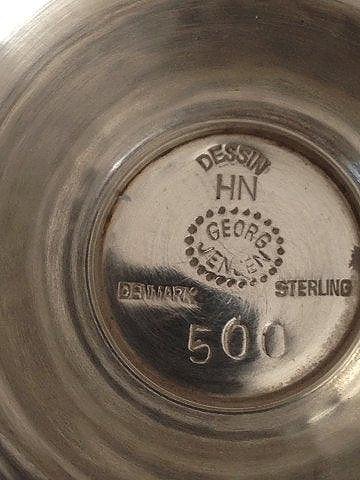 DESSIN
HN
GEORG
JENSEN
DENMARK STERLING
500